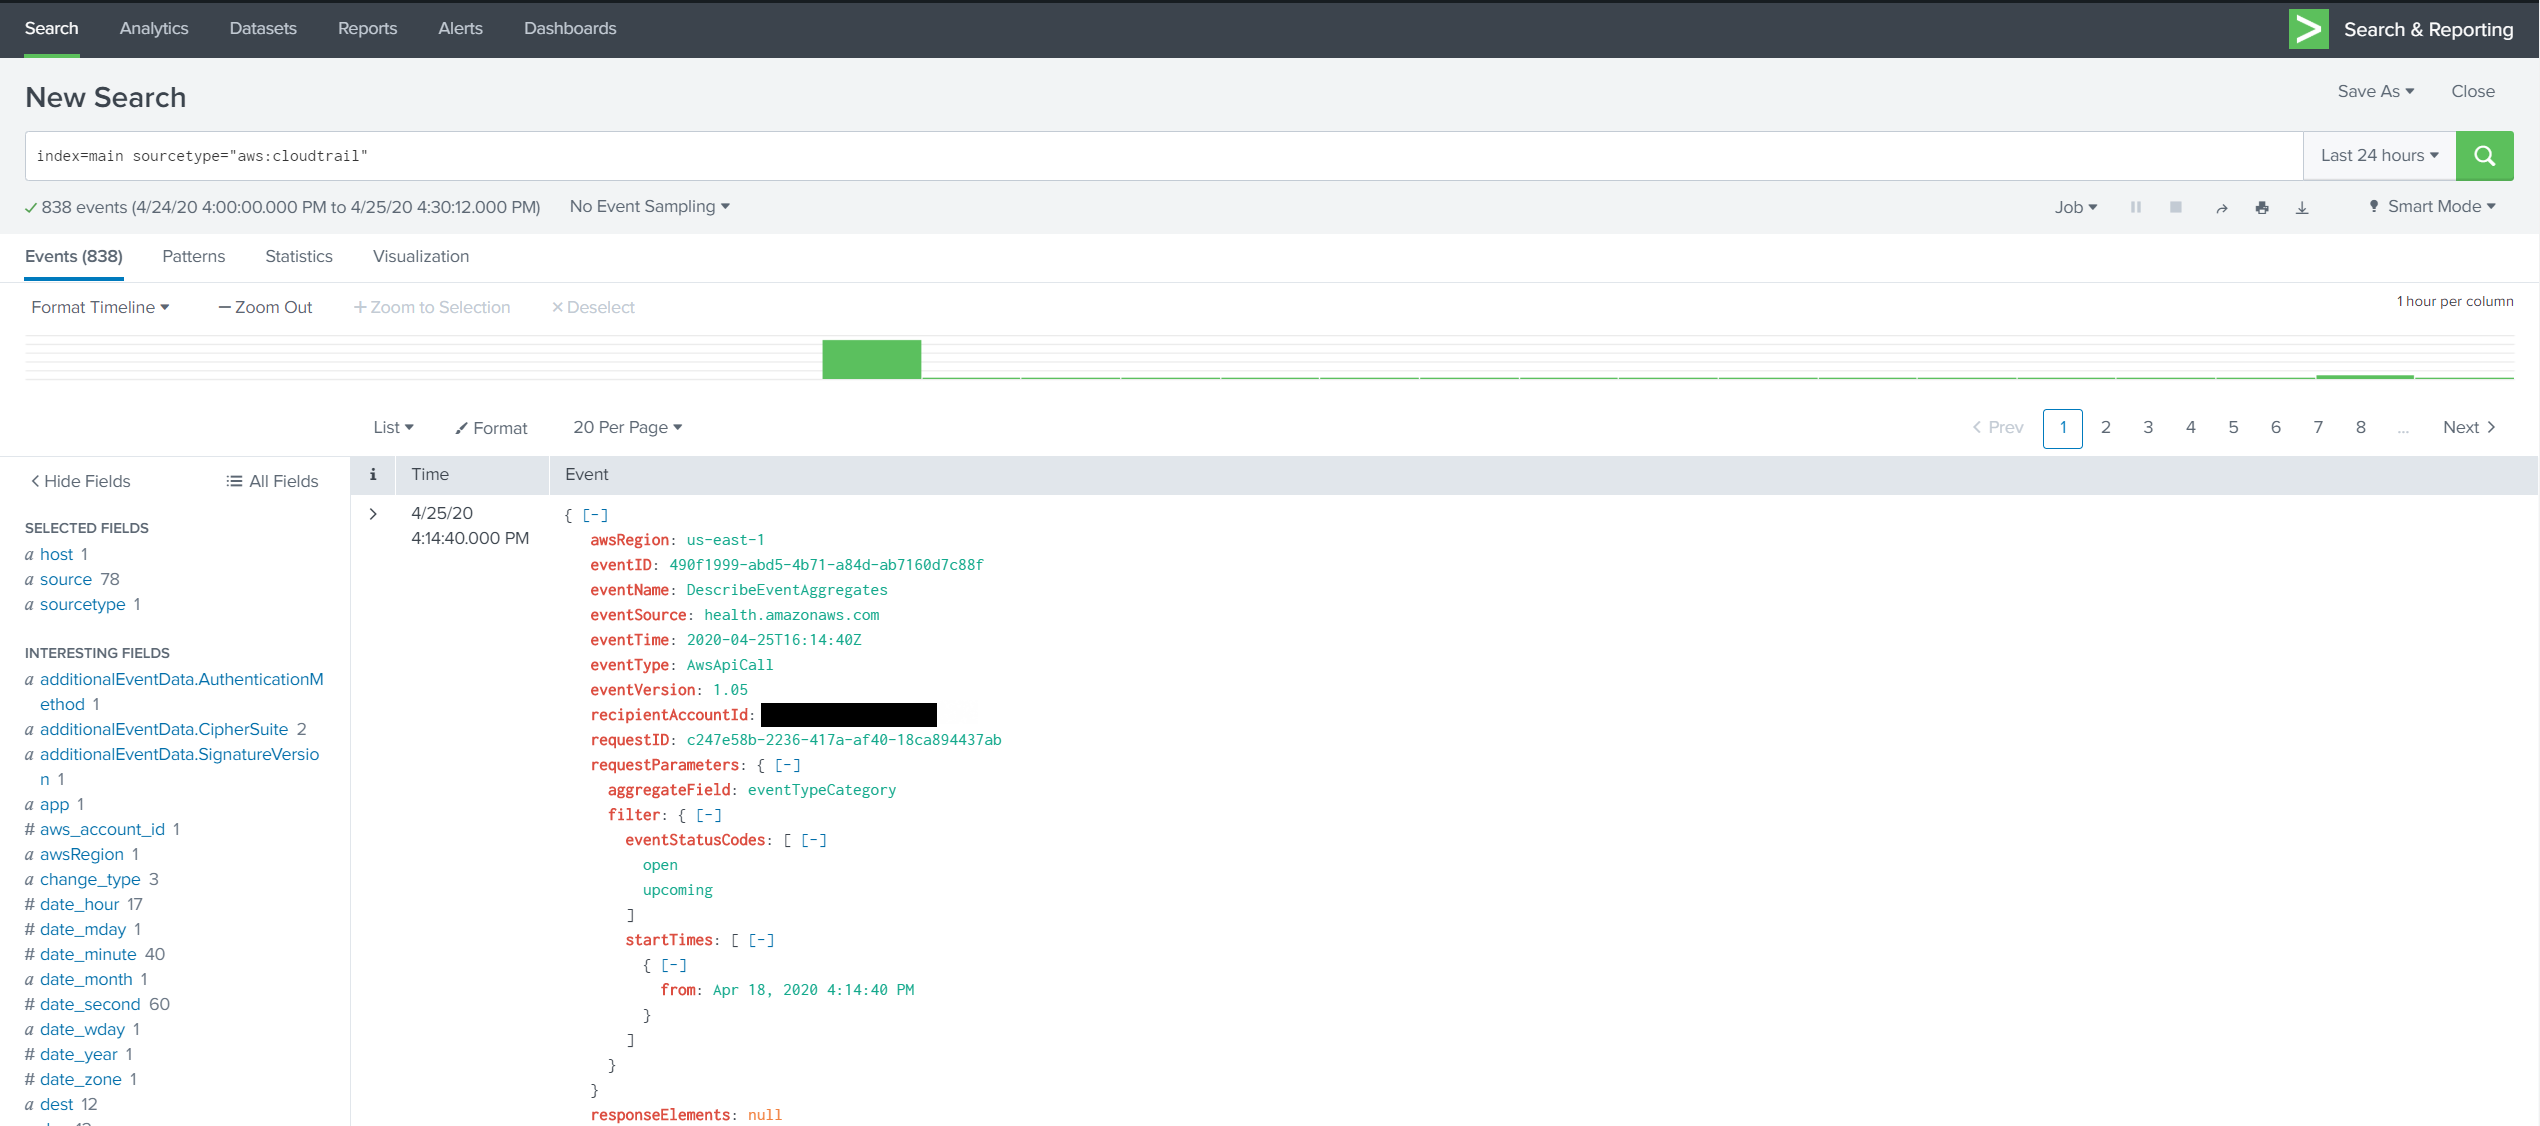 Search Analytics Datasets Reports Alerts Dashboards Search & Reporting
New Search Save As Close
index=main sourcetype="aws:cloudtrail" Last 24 hours
838 events (4/24/20 4:00:00.000 PM to 4/25/20 4:30:12.000 PM) No Event Sampling Job Smart Mode
Events (838) Patterns Statistics Visualization
Format Timeline — Zoom Out + Zoom to Selection × Deselect 1 hour per column
List Format 20 Per Page < Prev 1 2 3 4 5 6 7 8 ... Next >
< Hide Fields All Fields
SELECTED FIELDS
a host 1
a source 78
a sourcetype 1
INTERESTING FIELDS
a additionalEventData.AuthenticationM
ethod 1
a additionalEventData.CipherSuite 2
a additionalEventData.SignatureVersio
n 1
a app 1
# aws_account_id 1
a awsRegion 1
a change_type 3
# date_hour 17
# date_mday 1
# date_minute 40
a date_month 1
# date_second 60
a date_wday 1
# date_year 1
# date_zone 1
a dest 12
i Time Event
> 4/25/20
4:14:40.000 PM
{ [-]
awsRegion: us-east-1
eventID: 490f1999-abd5-4b71-a84d-ab7160d7c88f
eventName: DescribeEventAggregates
eventSource: health.amazonaws.com
eventTime: 2020-04-25T16:14:40Z
eventType: AwsApiCall
eventVersion: 1.05
recipientAccountId:
requestID: c247e58b-2236-417a-af40-18ca894437ab
requestParameters: { [-]
aggregateField: eventTypeCategory
filter: { [-]
eventStatusCodes: [ [-]
open
upcoming
]
startTimes: [ [-]
{ [-]
from: Apr 18, 2020 4:14:40 PM
}
]
}
}
responseElements: null